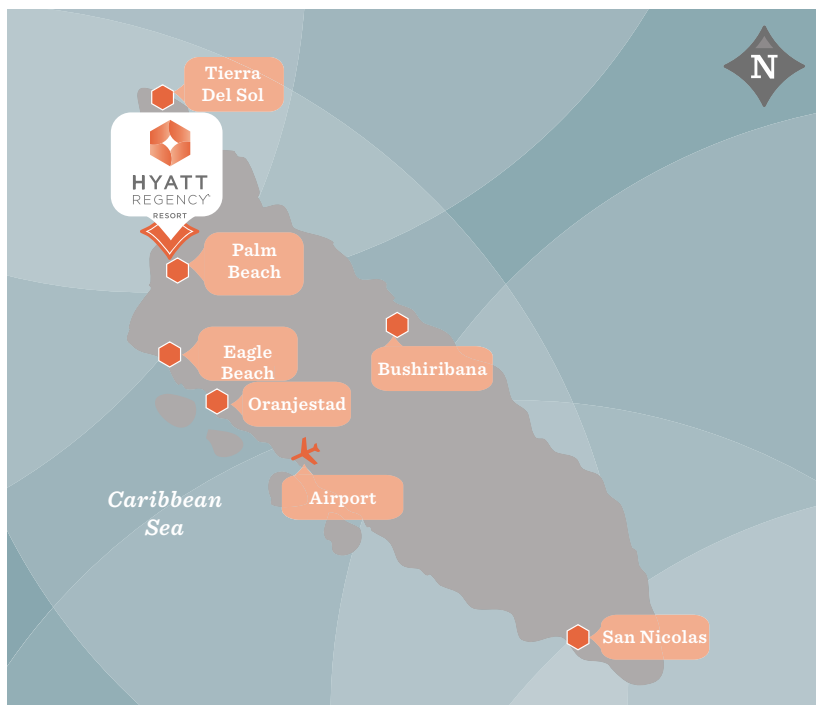 Tierra
Del Sol
N
HYATT
REGENCY
RESORT
Palm
Beach
Eagle
Beach
Bushiribana
Oranjestad
Airport
Caribbean
Sea
San Nicolas